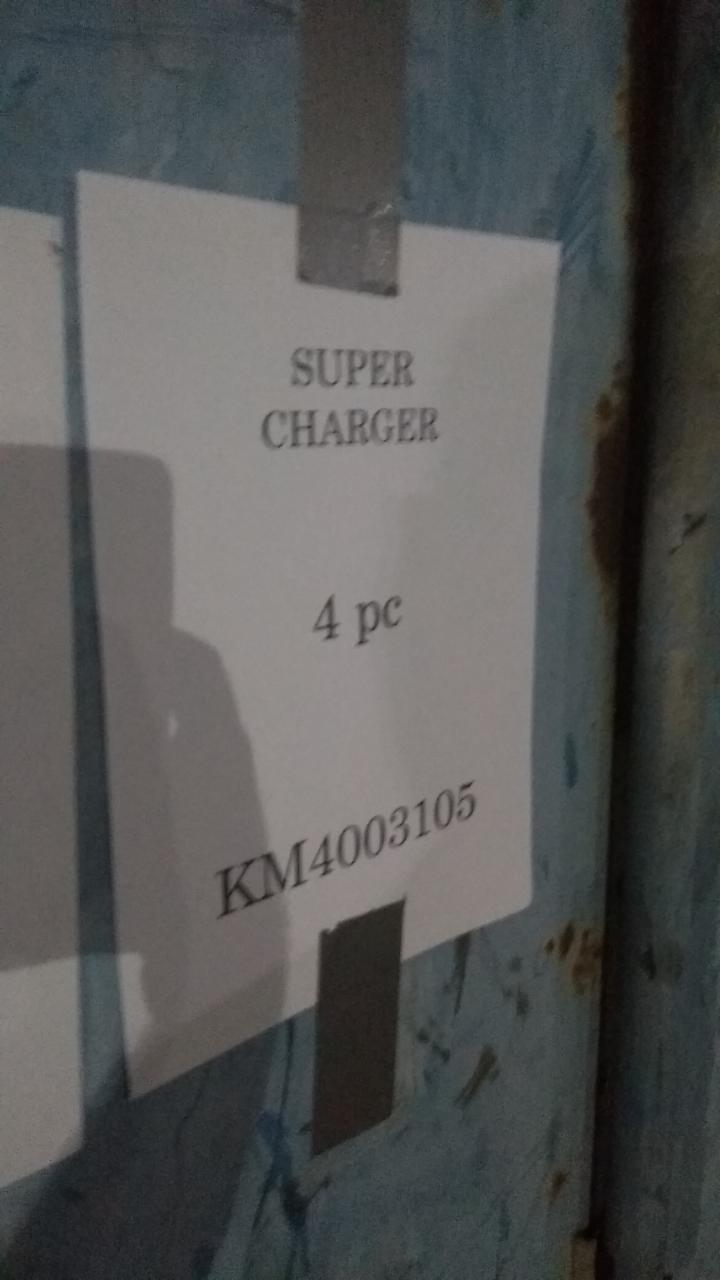 SUPER
CHARGER
4 pc
KM4003105